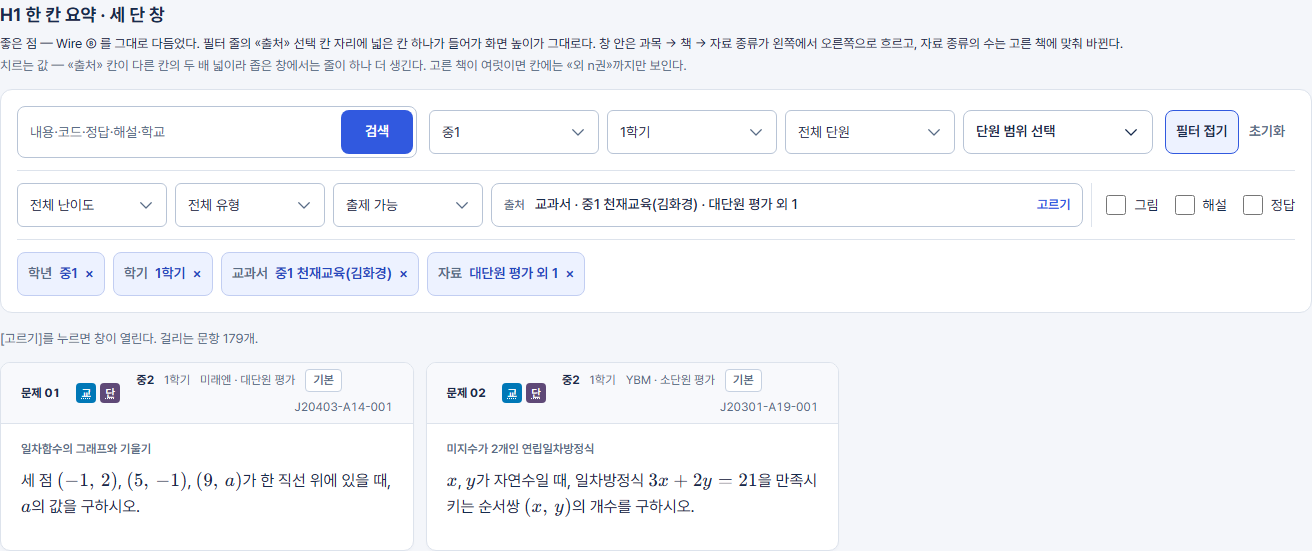 H1 한 칸 요약 · 세 단 창
좋은 점 — Wire ⓑ 를 그대로 다듬었다. 필터 줄의 «출처» 선택 칸 자리에 넓은 칸 하나가 들어가 화면 높이가 그대로다. 창 안은 과목 → 책 → 자료 종류가 왼쪽에서 오른쪽으로 흐르고, 자료 종류의 수는 고른 책에 맞춰 바뀐다.
치르는 값 — «출처» 칸이 다른 칸의 두 배 넓이라 좁은 창에서는 줄이 하나 더 생긴다. 고른 책이 여럿이면 칸에는 «외 n권»까지만 보인다.
내용·코드·정답·해설·학교 검색 중1 1학기 전체 단원 단원 범위 선택 필터 접기 초기화
전체 난이도 전체 유형 출제 가능 출처 교과서 · 중1 천재교육(김화경) · 대단원 평가 외 1 고르기 그림 해설 정답
학년 중1 × 학기 1학기 × 교과서 중1 천재교육(김화경) × 자료 대단원 평가 외 1 ×
[고르기]를 누르면 창이 열린다. 걸리는 문항 179개.
문제 01 교 단 중2 1학기 미래엔 · 대단원 평가 기본
J20403-A14-001
일차함수의 그래프와 기울기
세 점 (−1, 2), (5, −1), (9, a)가 한 직선 위에 있을 때,
a의 값을 구하시오.
문제 02 교 단 중2 1학기 YBM · 소단원 평가 기본
J20301-A19-001
미지수가 2개인 연립일차방정식
x, y가 자연수일 때, 일차방정식 3x + 2y = 21을 만족시
키는 순서쌍 (x, y)의 개수를 구하시오.